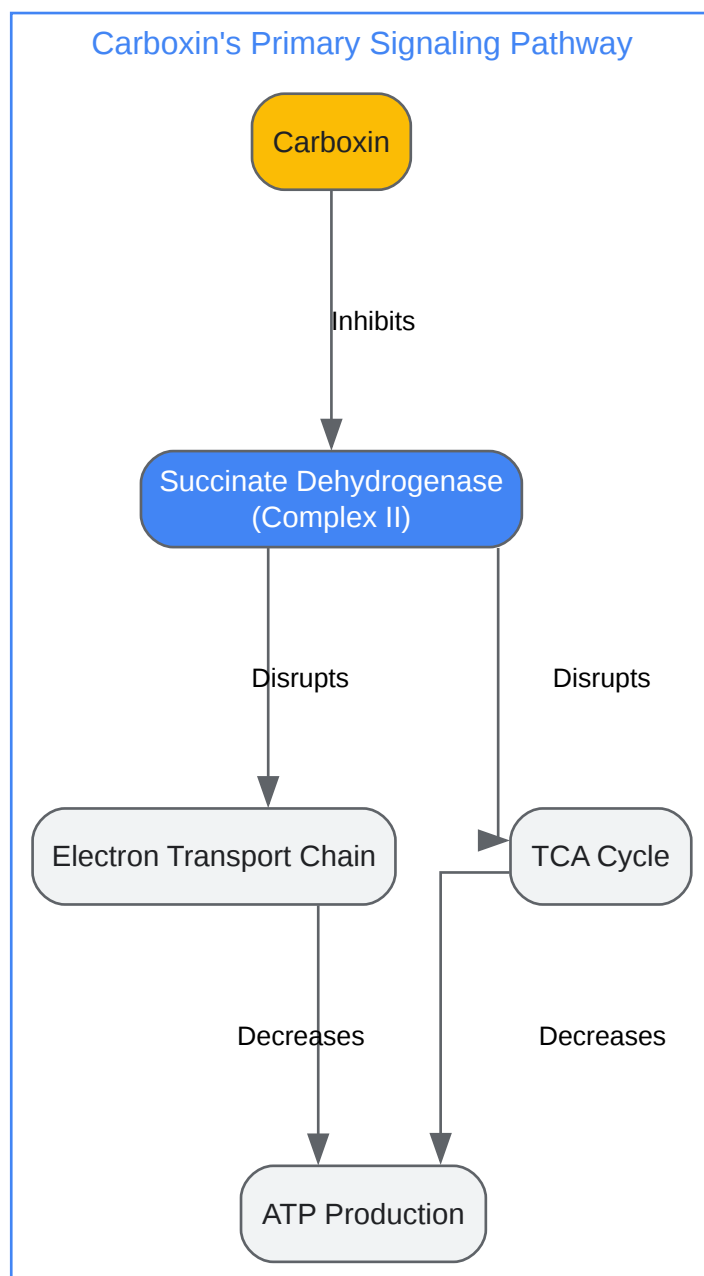 Carboxin's Primary Signaling Pathway
Carboxin
Inhibits
Succinate Dehydrogenase
(Complex II)
Disrupts
Disrupts
Electron Transport Chain
TCA Cycle
Decreases
Decreases
ATP Production